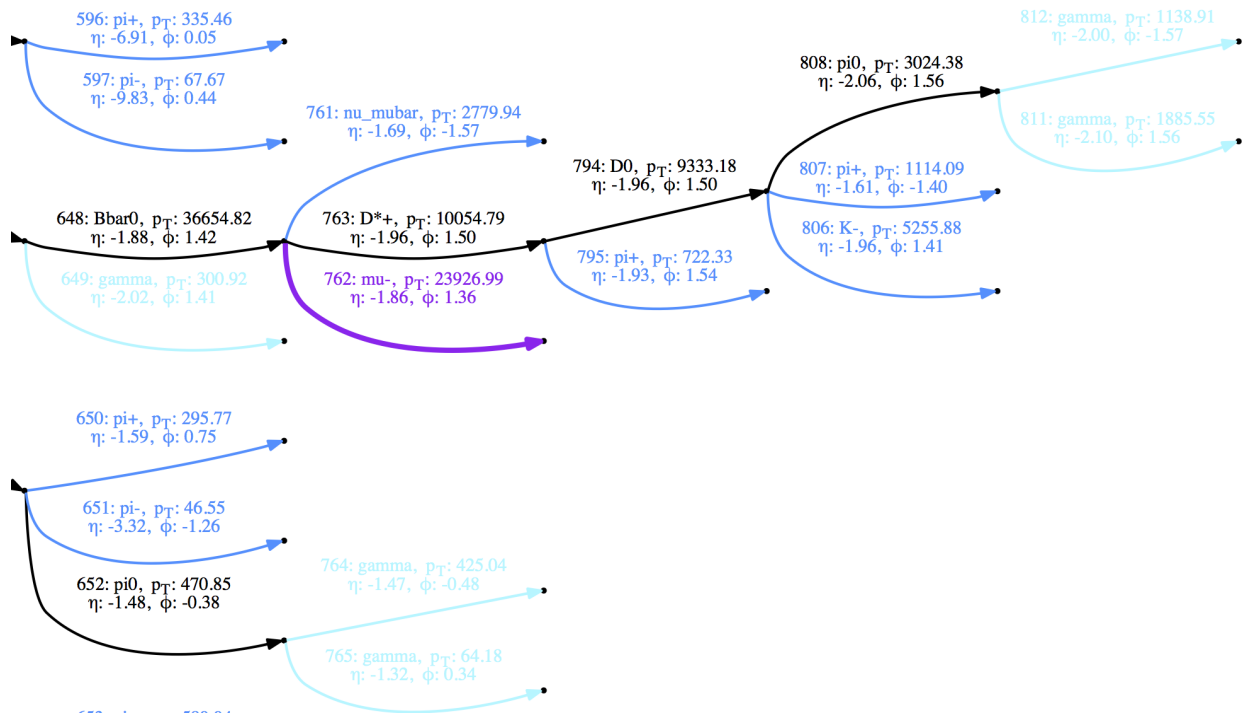 596: pi+, pT: 335.46
η: -6.91, ϕ: 0.05
597: pi-, pT: 67.67
η: -9.83, ϕ: 0.44
648: Bbar0, pT: 36654.82
η: -1.88, ϕ: 1.42
649: gamma, pT: 300.92
η: -2.02, ϕ: 1.41
761: nu_mubar, pT: 2779.94
η: -1.69, ϕ: -1.57
763: D*+, pT: 10054.79
η: -1.96, ϕ: 1.50
762: mu-, pT: 23926.99
η: -1.86, ϕ: 1.36
794: D0, pT: 9333.18
η: -1.96, ϕ: 1.50
795: pi+, pT: 722.33
η: -1.93, ϕ: 1.54
808: pi0, pT: 3024.38
η: -2.06, ϕ: 1.56
807: pi+, pT: 1114.09
η: -1.61, ϕ: -1.40
806: K-, pT: 5255.88
η: -1.96, ϕ: 1.41
812: gamma, pT: 1138.91
η: -2.00, ϕ: -1.57
811: gamma, pT: 1885.55
η: -2.10, ϕ: 1.56
650: pi+, pT: 295.77
η: -1.59, ϕ: 0.75
651: pi-, pT: 46.55
η: -3.32, ϕ: -1.26
652: pi0, pT: 470.85
η: -1.48, ϕ: -0.38
764: gamma, pT: 425.04
η: -1.47, ϕ: -0.48
765: gamma, pT: 64.18
η: -1.32, ϕ: 0.34